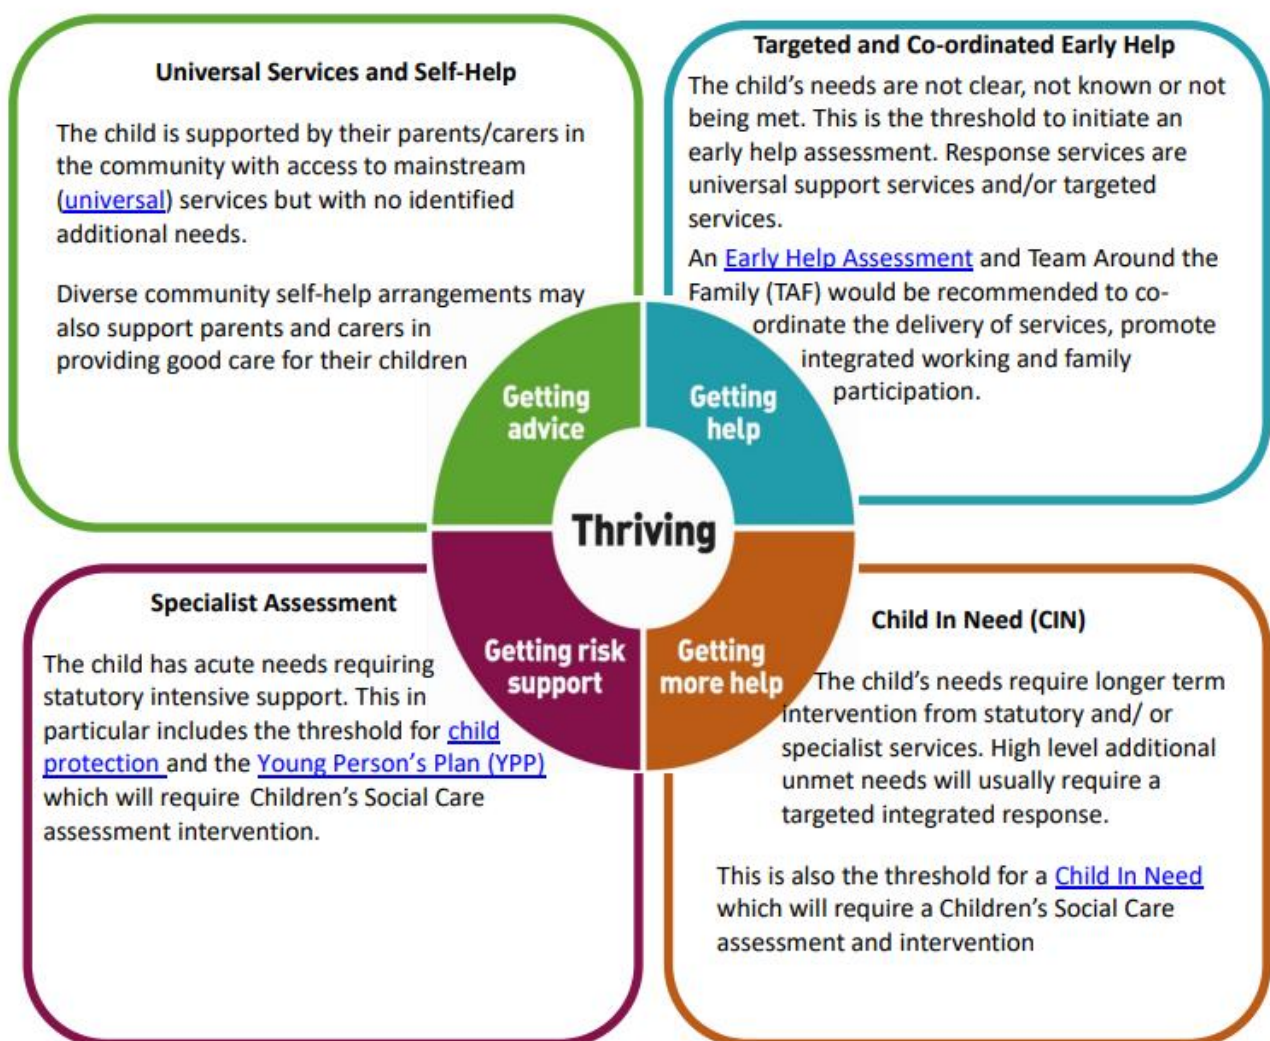 Universal Services and Self-Help
The child is supported by their parents/carers in
the community with access to mainstream
(universal) services but with no identified
additional needs.
Diverse community self-help arrangements may
also support parents and carers in
providing good care for their children
Targeted and Co-ordinated Early Help
The child’s needs are not clear, not known or not
being met. This is the threshold to initiate an
early help assessment. Response services are
universal support services and/or targeted
services.
An Early Help Assessment and Team Around the
Family (TAF) would be recommended to co-
ordinate the delivery of services, promote
integrated working and family
participation.
Getting
advice
Getting
help
Thriving
Getting risk
support
Getting
more help
Specialist Assessment
The child has acute needs requiring
statutory intensive support. This in
particular includes the threshold for child
protection and the Young Person’s Plan (YPP)
which will require Children’s Social Care
assessment intervention.
Child In Need (CIN)
The child’s needs require longer term
intervention from statutory and/ or
specialist services. High level additional
unmet needs will usually require a
targeted integrated response.
This is also the threshold for a Child In Need
which will require a Children’s Social Care
assessment and intervention